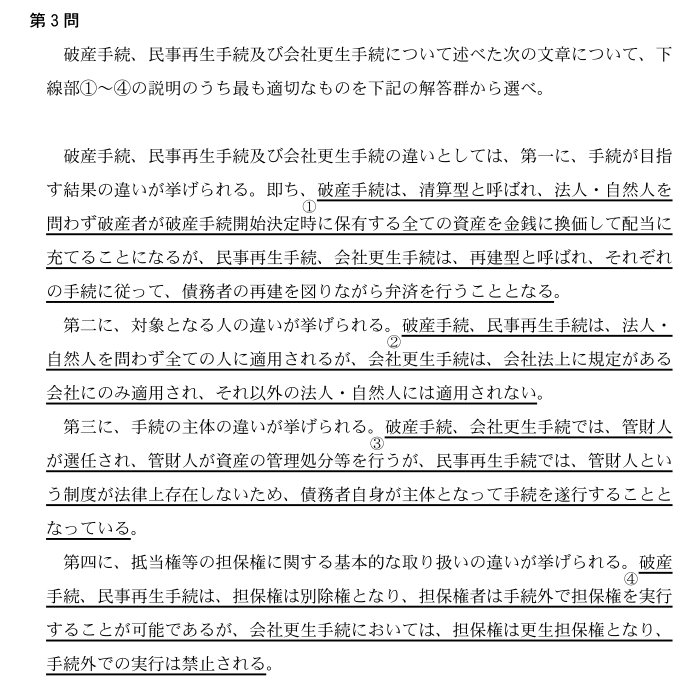 第3問
破産手続、民事再生手続及び会社更生手続について述べた次の文章について、下
線部①～④の説明のうち最も適切なものを下記の解答群から選べ。
破産手続、民事再生手続及び会社更生手続の違いとしては、第一に、手続が目指
す結果の違いが挙げられる。即ち、破産手続は、清算型と呼ばれ、法人・自然人を
①
問わず破産者が破産手続開始決定時に保有する全ての資産を金銭に換価して配当に
充てることになるが、民事再生手続、会社更生手続は、再建型と呼ばれ、それぞれ
の手続に従って、債務者の再建を図りながら弁済を行うこととなる。
第二に、対象となる人の違いが挙げられる。破産手続、民事再生手続は、法人・
②
自然人を問わず全ての人に適用されるが、会社更生手続は、会社法上に規定がある
会社にのみ適用され、それ以外の法人・自然人には適用されない。
第三に、手続の主体の違いが挙げられる。破産手続、会社更生手続では、管財人
③
が選任され、管財人が資産の管理処分等を行うが、民事再生手続では、管財人とい
う制度が法律上存在しないため、債務者自身が主体となって手続を遂行することと
なっている。
第四に、抵当権等の担保権に関する基本的な取り扱いの違いが挙げられる。破産
④
手続、民事再生手続は、担保権は別除権となり、担保権者は手続外で担保権を実行
することが可能であるが、会社更生手続においては、担保権は更生担保権となり、
手続外での実行は禁止される。